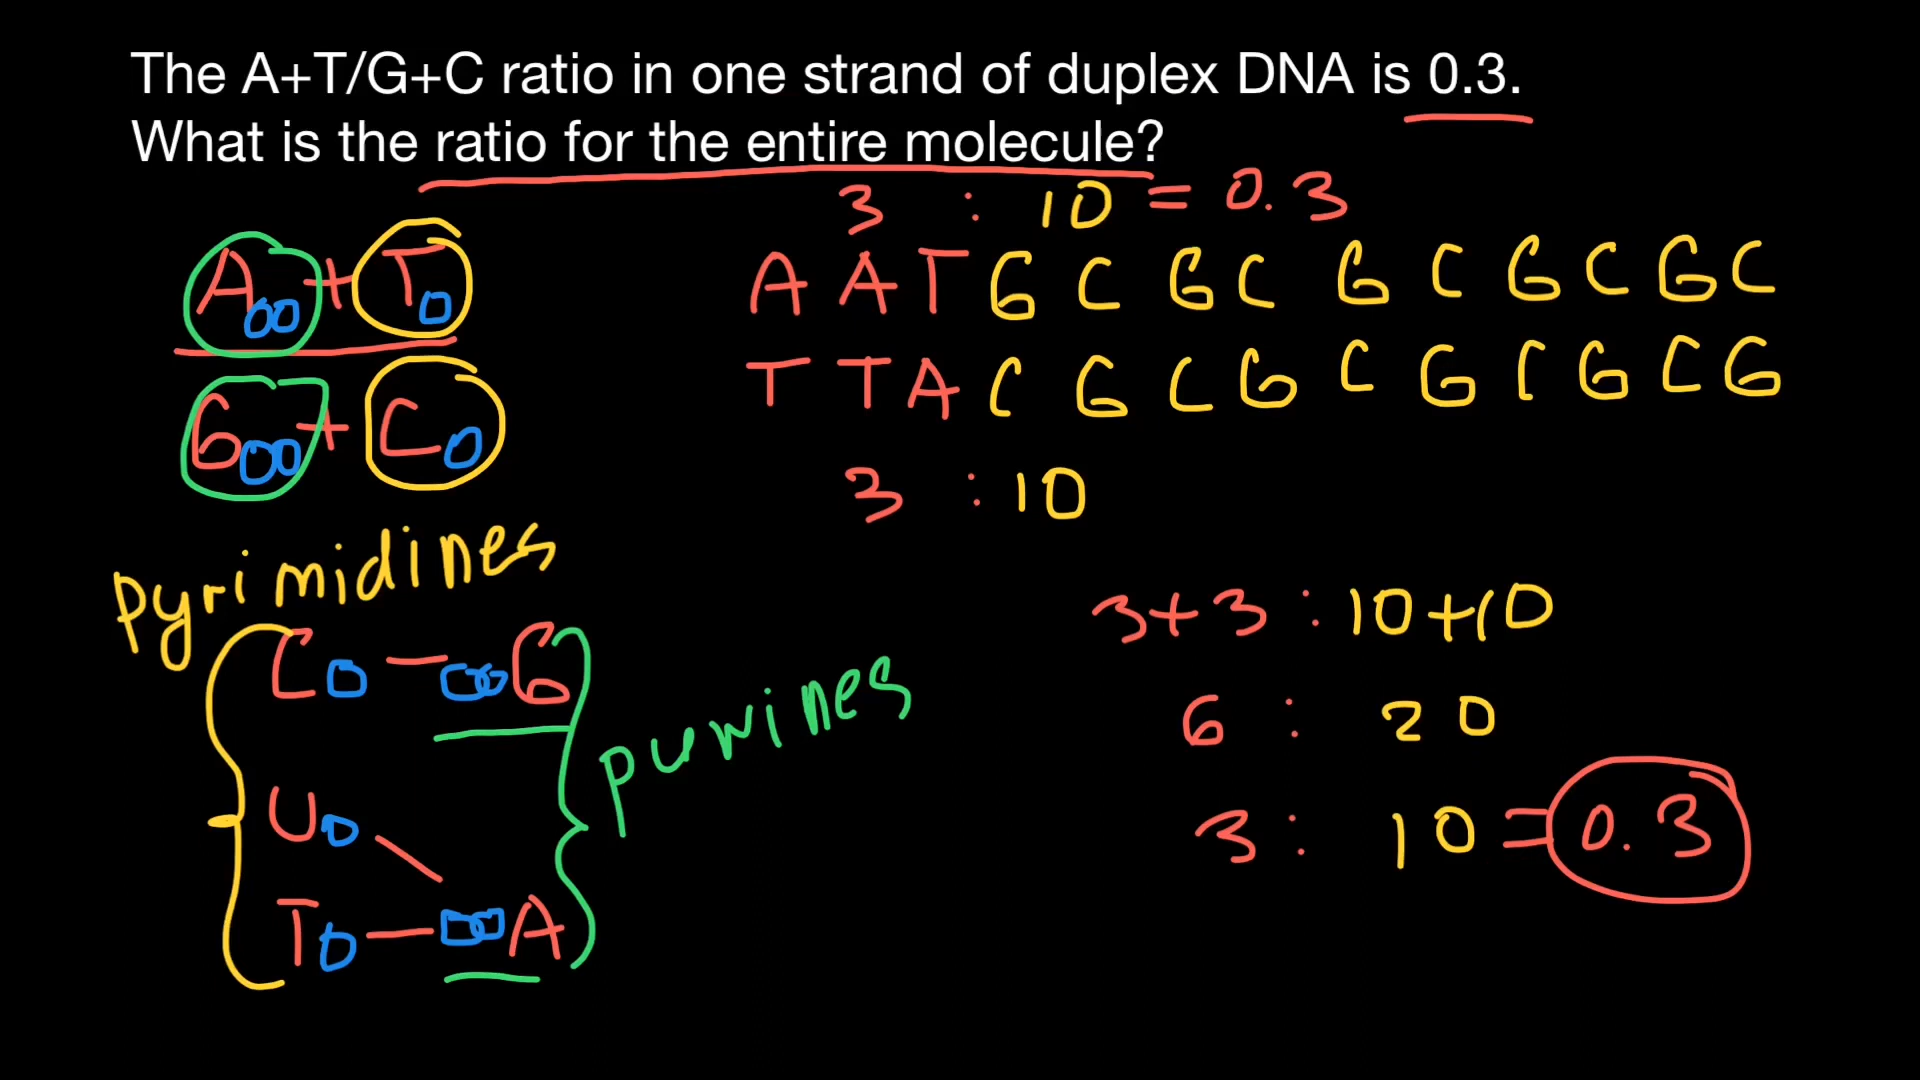 The A+T/G+C ratio in one strand of duplex DNA is 0.3.
What is the ratio for the entire molecule?
3 : 10 = 0.3
A + T
G + C
A A T G C G C G C G C G C
T T A C G C G C G C G C G
3 : 10
pyrimidines
C — G
U
T — A
purines
3+3 : 10+10
6 : 20
3 : 10 = 0.3